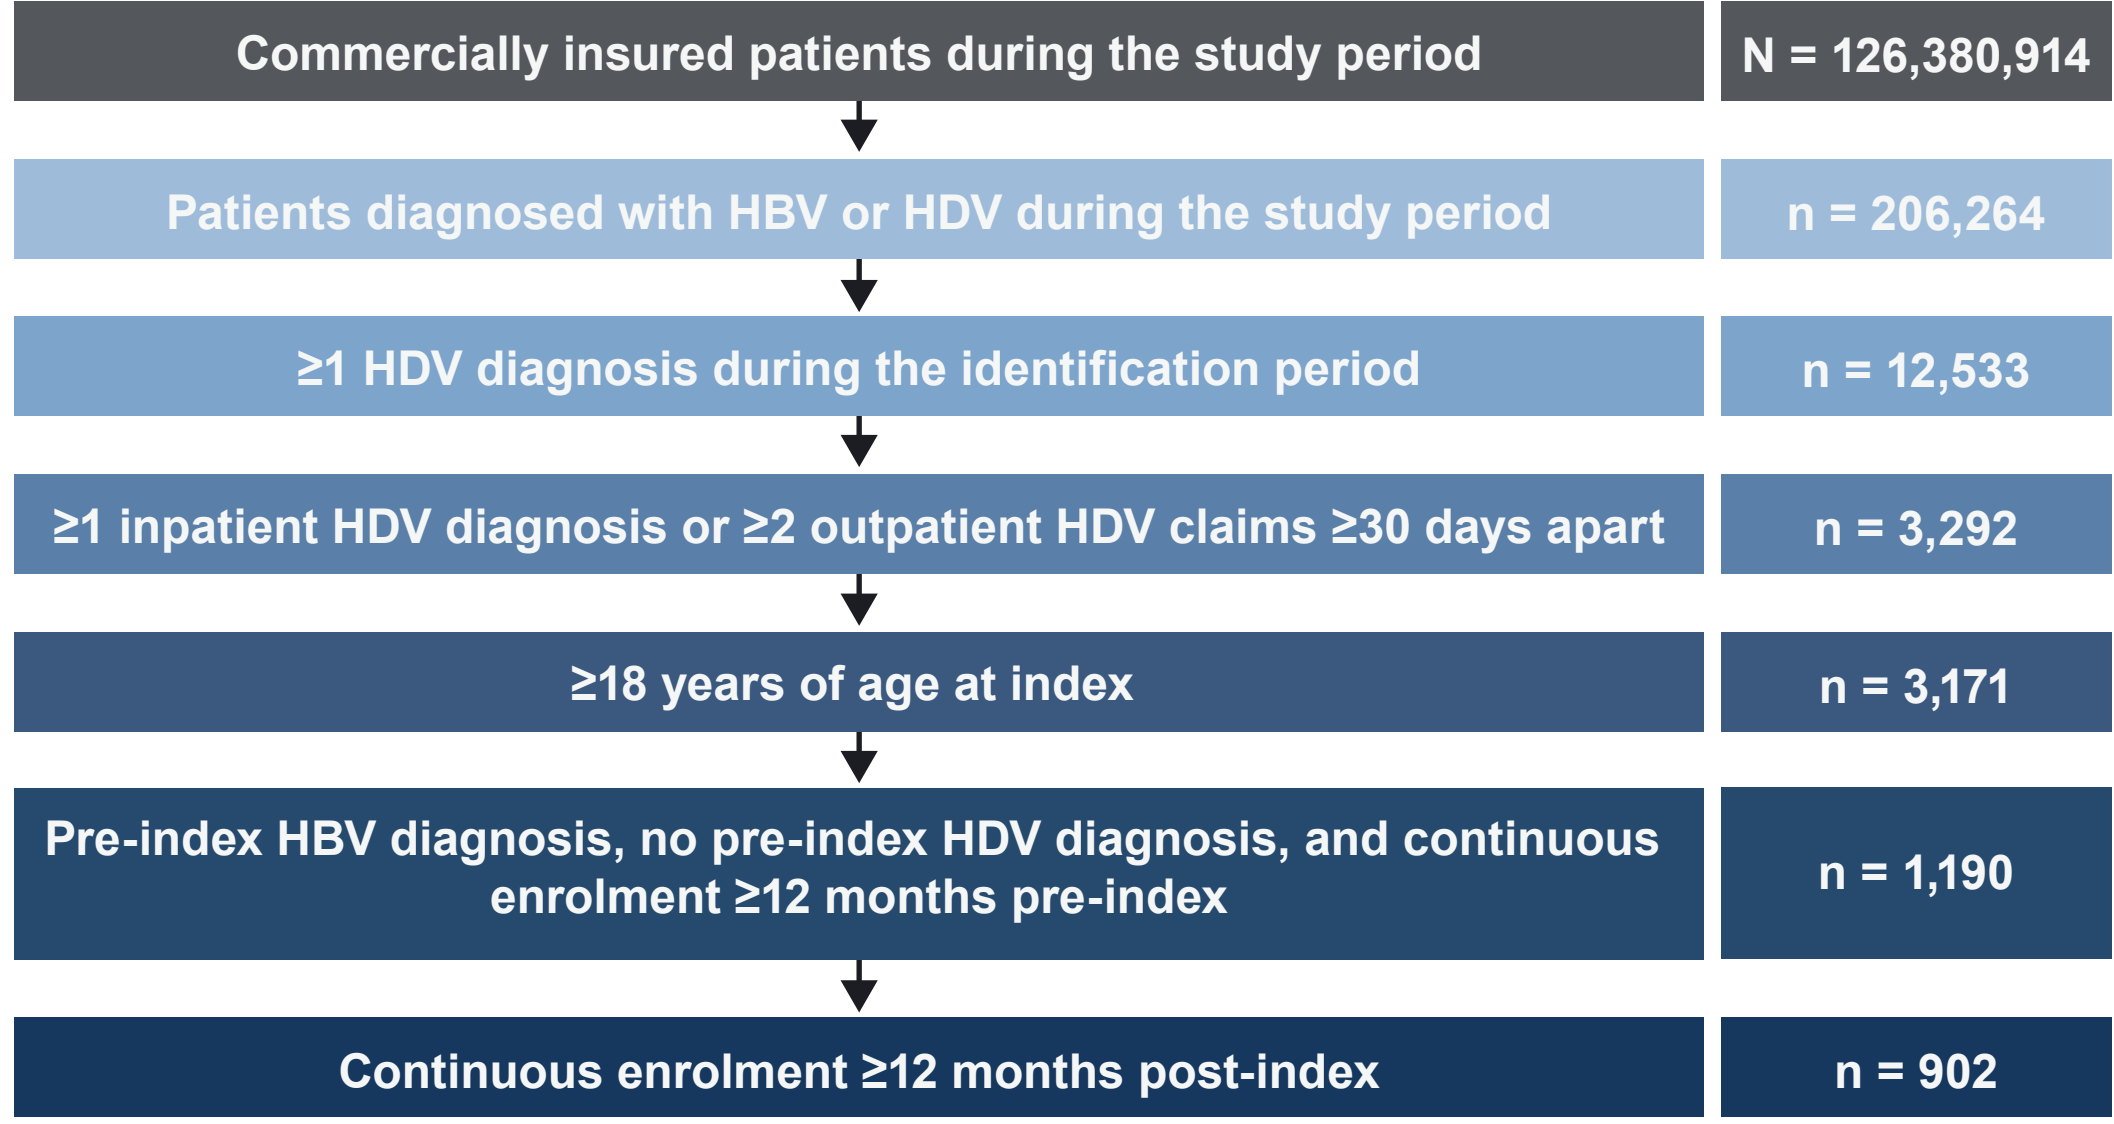 Commercially insured patients during the study period
N = 126,380,914
Patients diagnosed with HBV or HDV during the study period
n = 206,264
≥1 HDV diagnosis during the identification period
n = 12,533
≥1 inpatient HDV diagnosis or ≥2 outpatient HDV claims ≥30 days apart
n = 3,292
≥18 years of age at index
n = 3,171
Pre-index HBV diagnosis, no pre-index HDV diagnosis, and continuous
enrolment ≥12 months pre-index
n = 1,190
Continuous enrolment ≥12 months post-index
n = 902